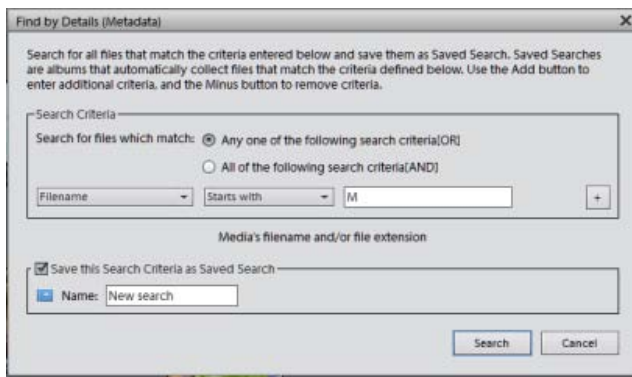 Find by Details (Metadata)
Search for all files that match the criteria entered below and save them as Saved Search. Saved Searches
are albums that automatically collect files that match the criteria defined below. Use the Add button to
enter additional criteria, and the Minus button to remove criteria.
Search Criteria
Search for files which match: Any one of the following search criteria[OR]
All of the following search criteria[AND]
Filename Starts with M +
Media's filename and/or file extension
Save this Search Criteria as Saved Search
Name: New search
Search Cancel